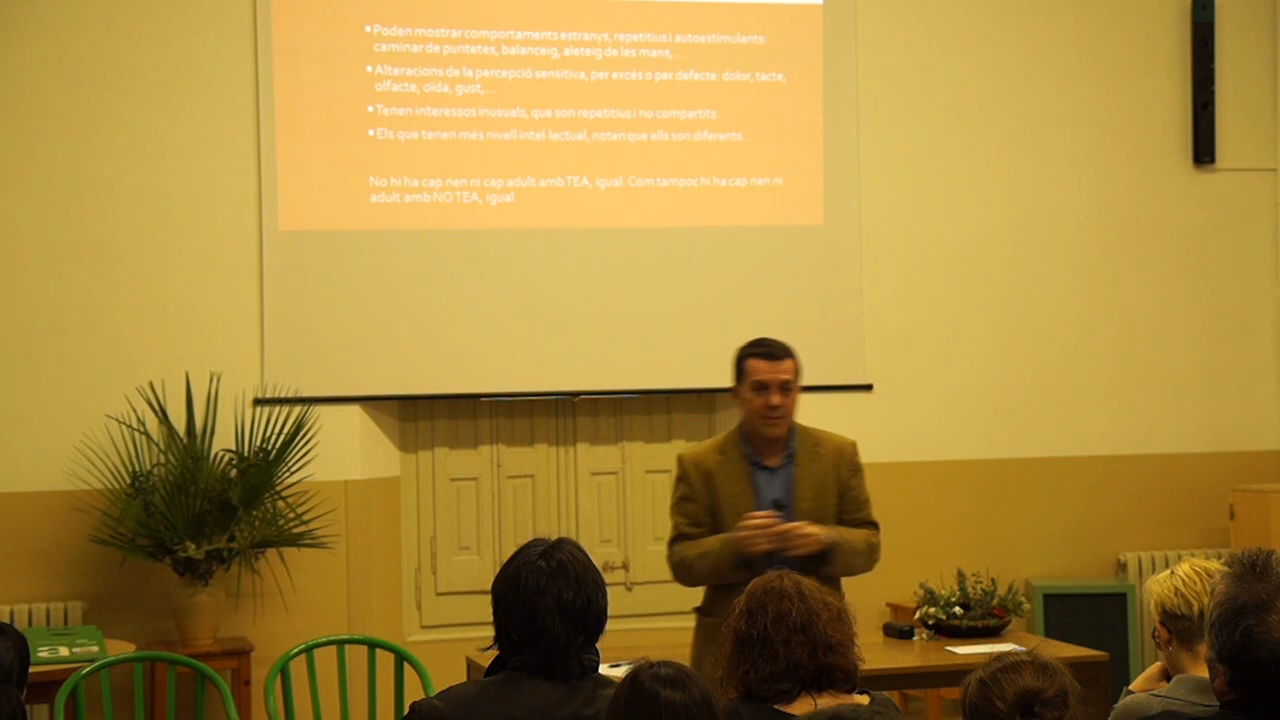 ▪ Poden mostrar comportaments estranys, repetitius i autoestimulants:
caminar de puntetes, balanceig, aleteig de les mans,...
▪ Alteracions de la percepció sensitiva, per excés o per defecte: dolor, tacte,
olfacte, oïda, gust,...
▪ Tenen interessos inusuals, que son repetitius i no compartits.
▪ Els que tenen més nivell intel·lectual, noten que ells son diferents.
No hi ha cap nen ni cap adult amb TEA, igual. Com tampoc hi ha cap nen ni
adult amb NO TEA, igual.
a